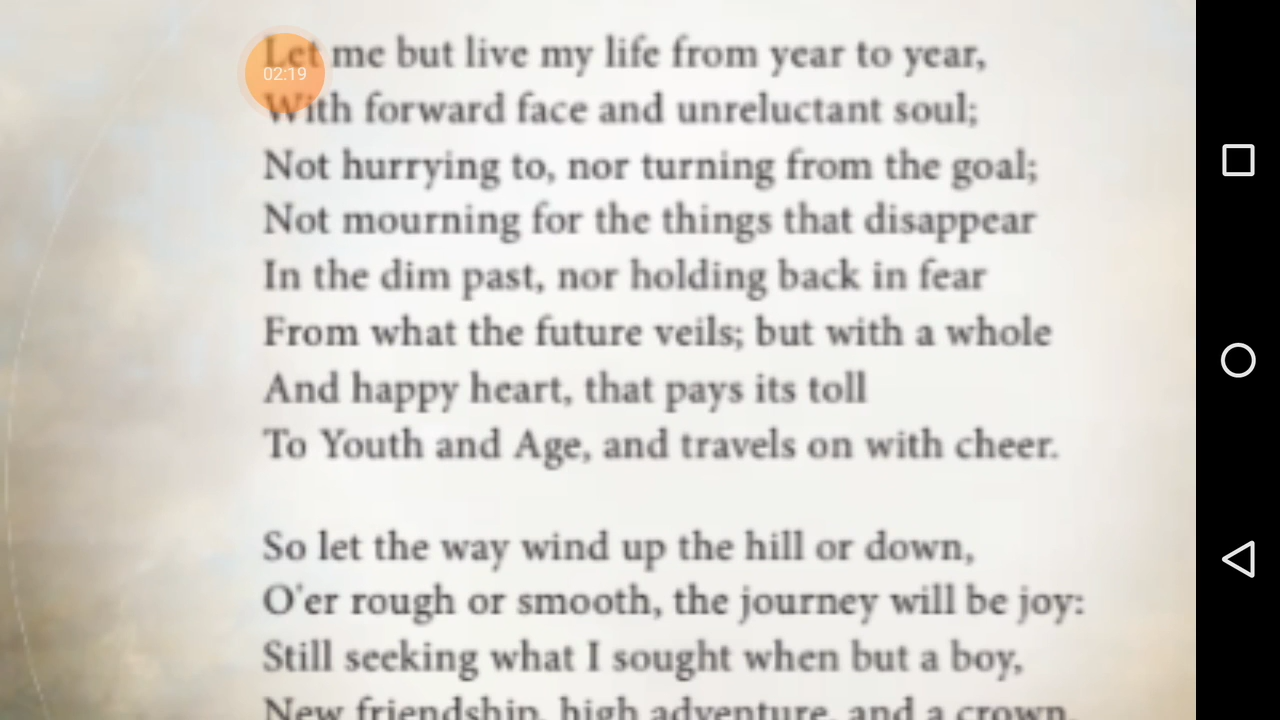 Let me but live my life from year to year,
02:19
With forward face and unreluctant soul;
Not hurrying to, nor turning from the goal;
Not mourning for the things that disappear
In the dim past, nor holding back in fear
From what the future veils; but with a whole
And happy heart, that pays its toll
To Youth and Age, and travels on with cheer.
So let the way wind up the hill or down,
O'er rough or smooth, the journey will be joy:
Still seeking what I sought when but a boy,
New friendship, high adventure, and a crown